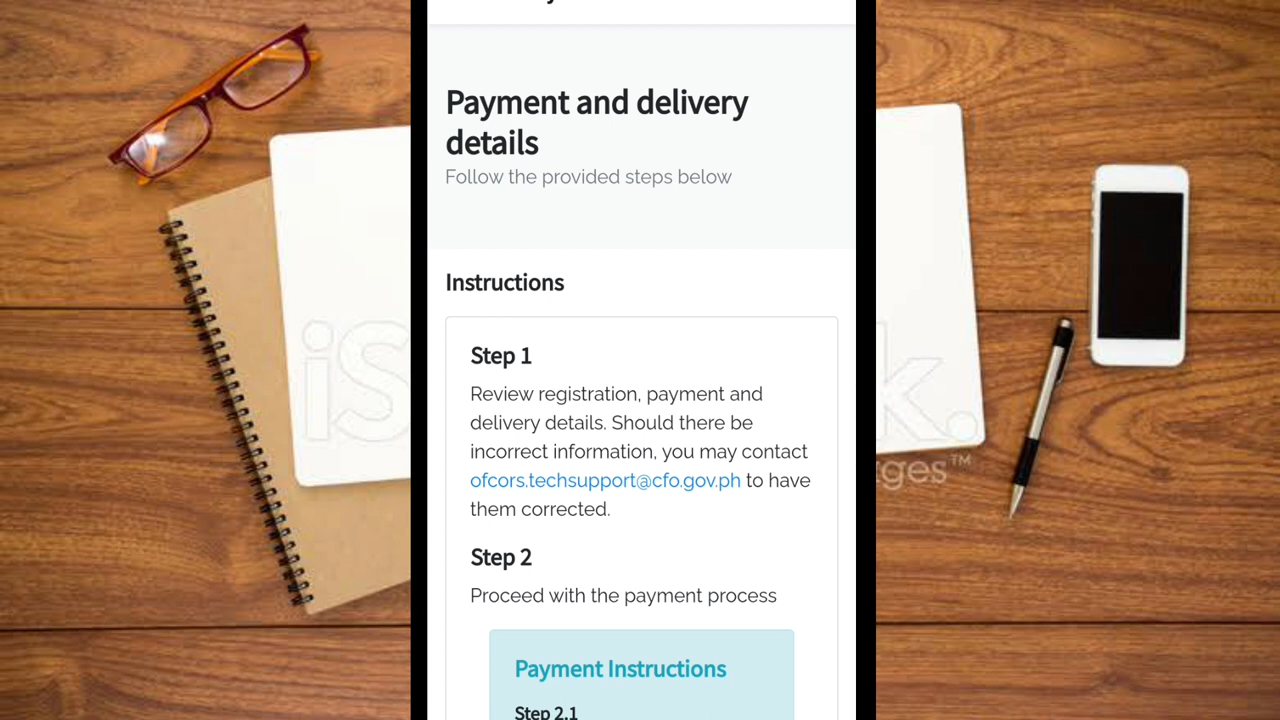 Payment and delivery
details
Follow the provided steps below
Instructions
Step 1
Review registration, payment and
delivery details. Should there be
incorrect information, you may contact
ofcors.techsupport@cfo.gov.ph to have
them corrected.
Step 2
Proceed with the payment process
Payment Instructions
Step 2.1
iS
k.
ages™